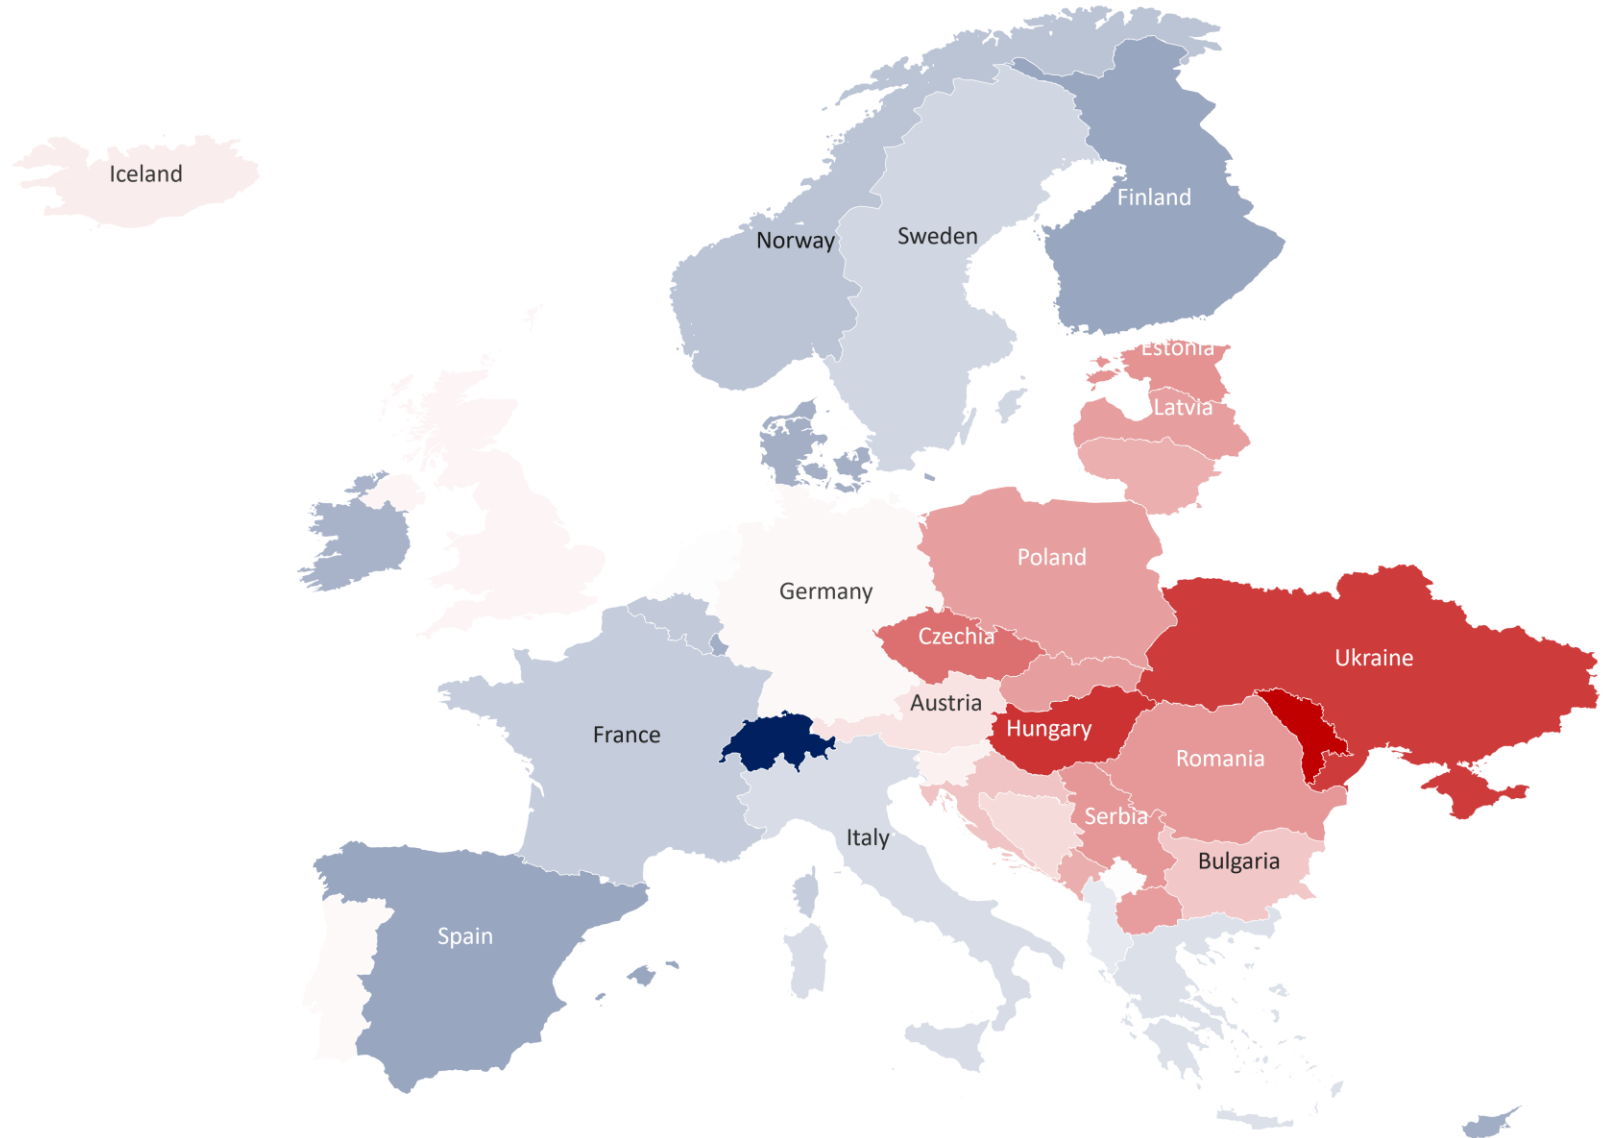 Iceland
Finland
Norway
Sweden
Estonia
Latvia
Poland
Germany
Czechia
Ukraine
Austria
Hungary
France
Romania
Serbia
Italy
Bulgaria
Spain